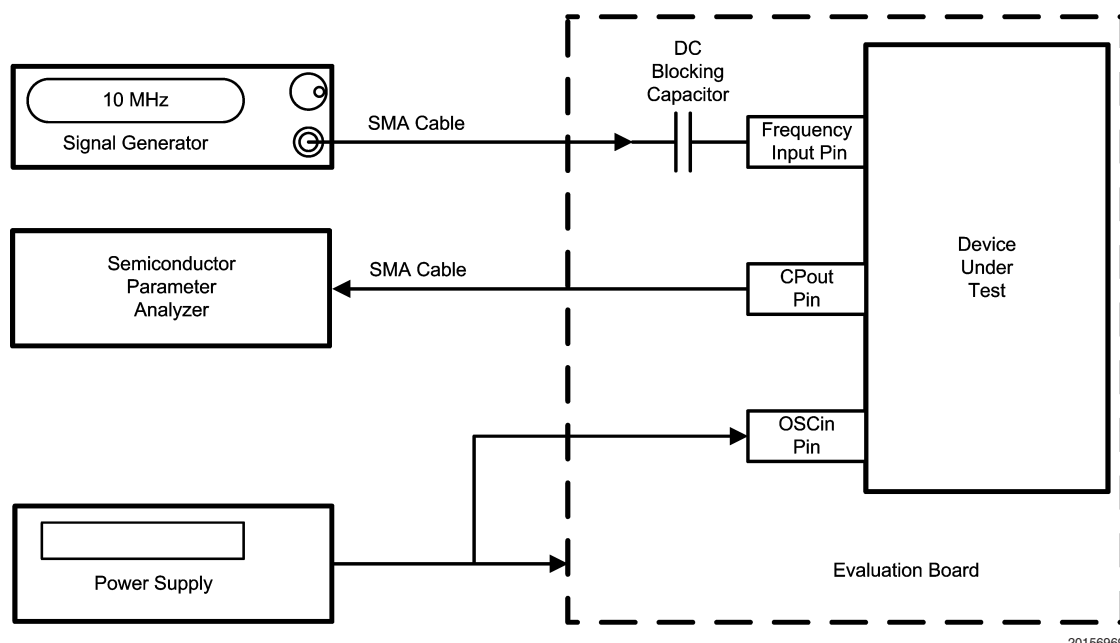 10 MHz
Signal Generator
SMA Cable
DC
Blocking
Capacitor
Frequency
Input Pin
Semiconductor
Parameter
Analyzer
SMA Cable
CPout
Pin
Device
Under
Test
OSCin
Pin
Power Supply
Evaluation Board